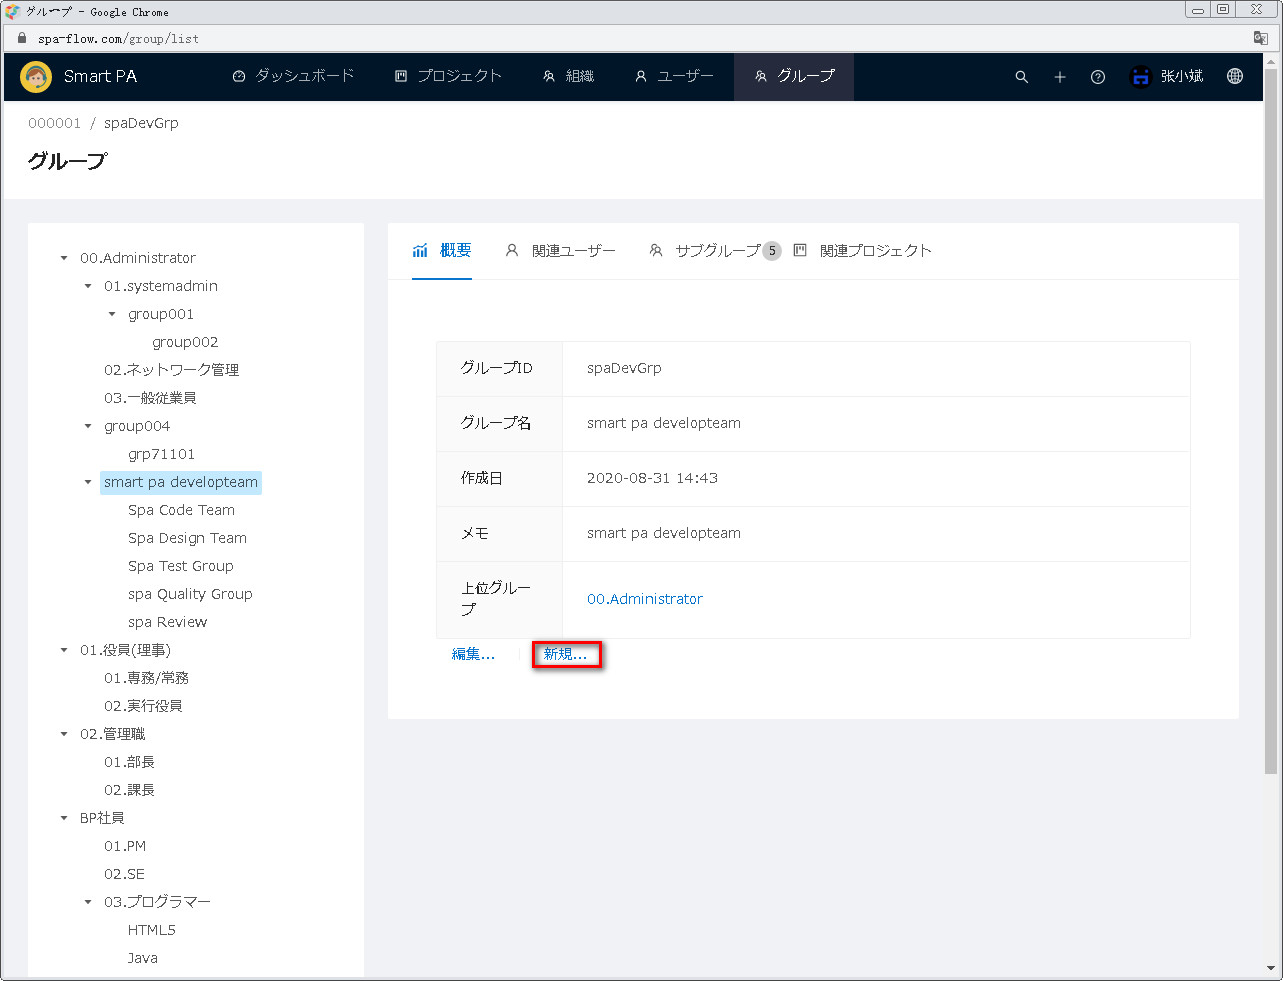 グループ - Google Chrome
spa-flow.com/group/list
Smart PA ダッシュボード プロジェクト 組織 ユーザー グループ 张小斌
000001 / spaDevGrp
グループ
00.Administrator
01.systemadmin
group001
group002
02.ネットワーク管理
03.一般従業員
group004
grp71101
smart pa developteam
Spa Code Team
Spa Design Team
Spa Test Group
spa Quality Group
spa Review
01.役員(理事)
01.専務/常務
02.実行役員
02.管理職
01.部長
02.課長
BP社員
01.PM
02.SE
03.プログラマー
HTML5
Java
概要 関連ユーザー サブグループ 5 関連プロジェクト
グループID spaDevGrp
グループ名 smart pa developteam
作成日 2020-08-31 14:43
メモ smart pa developteam
上位グルー
プ 00.Administrator
編集... 新規...